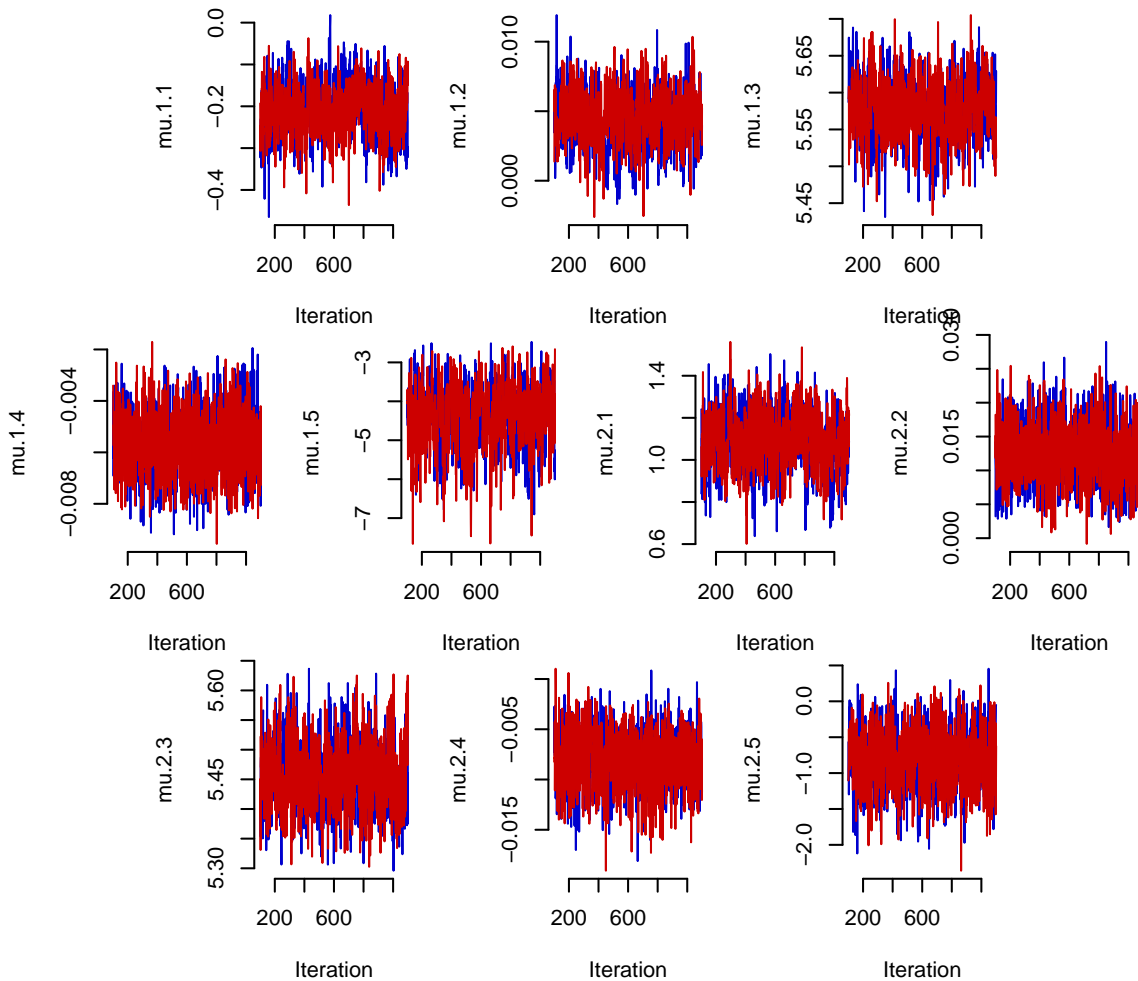 mu.1.1
0.0
−0.2
−0.4
200 600
Iteration
mu.1.2
0.010
0.000
200 600
Iteration
mu.1.3
5.65
5.55
5.45
200 600
Iteration
mu.1.4
−0.004
−0.008
200 600
Iteration
mu.1.5
−3
−5
−7
200 600
Iteration
mu.2.1
1.4
1.0
0.6
200 600
Iteration
mu.2.2
0.030
0.015
0.000
200 600
Iteration
mu.2.3
5.60
5.45
5.30
200 600
Iteration
mu.2.4
−0.005
−0.015
200 600
Iteration
mu.2.5
0.0
−1.0
−2.0
200 600
Iteration